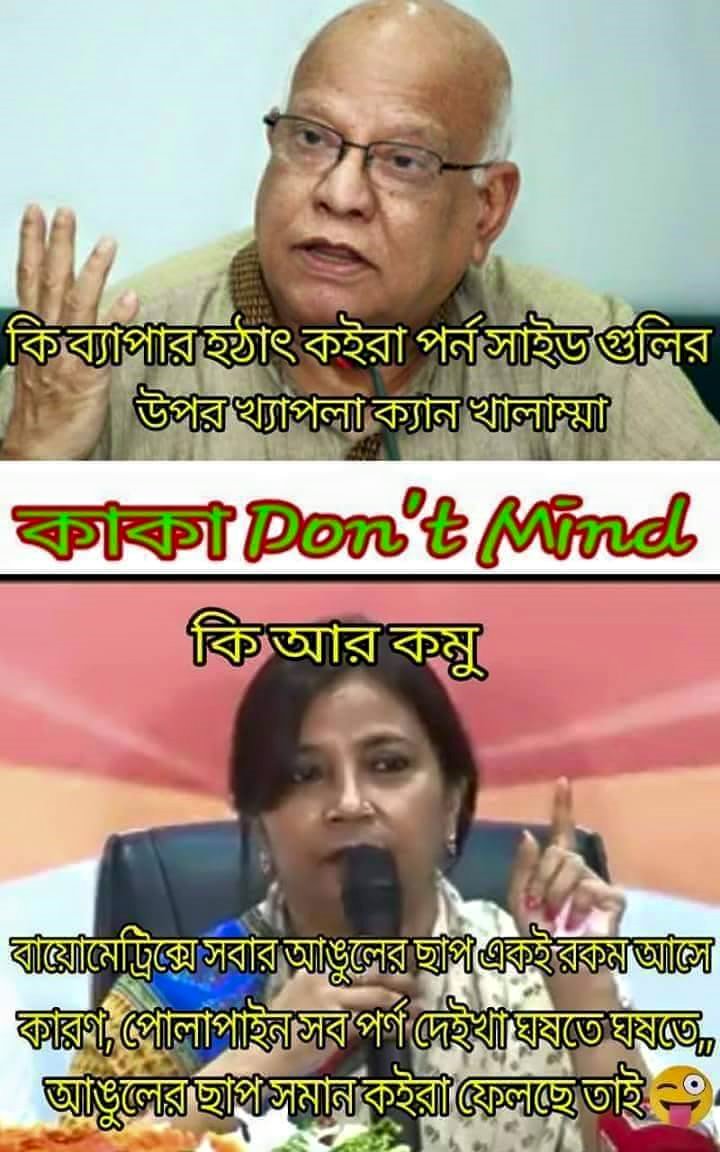 কি ব্যাপার হঠাৎ কইরা পর্ন সাইড গুলির
উপর খ্যাপলা ক্যান খালাম্মা
কাকা Don't Mind
কি আর কমু
বায়োমেট্রিক্সে সবার আঙুলের ছাপ একই রকম আসে
কারণ, পোলাপাইন সব পর্ণ দেইখা ঘষতে ঘষতে,,
আঙুলের ছাপ সমান কইরা ফেলছে তাই